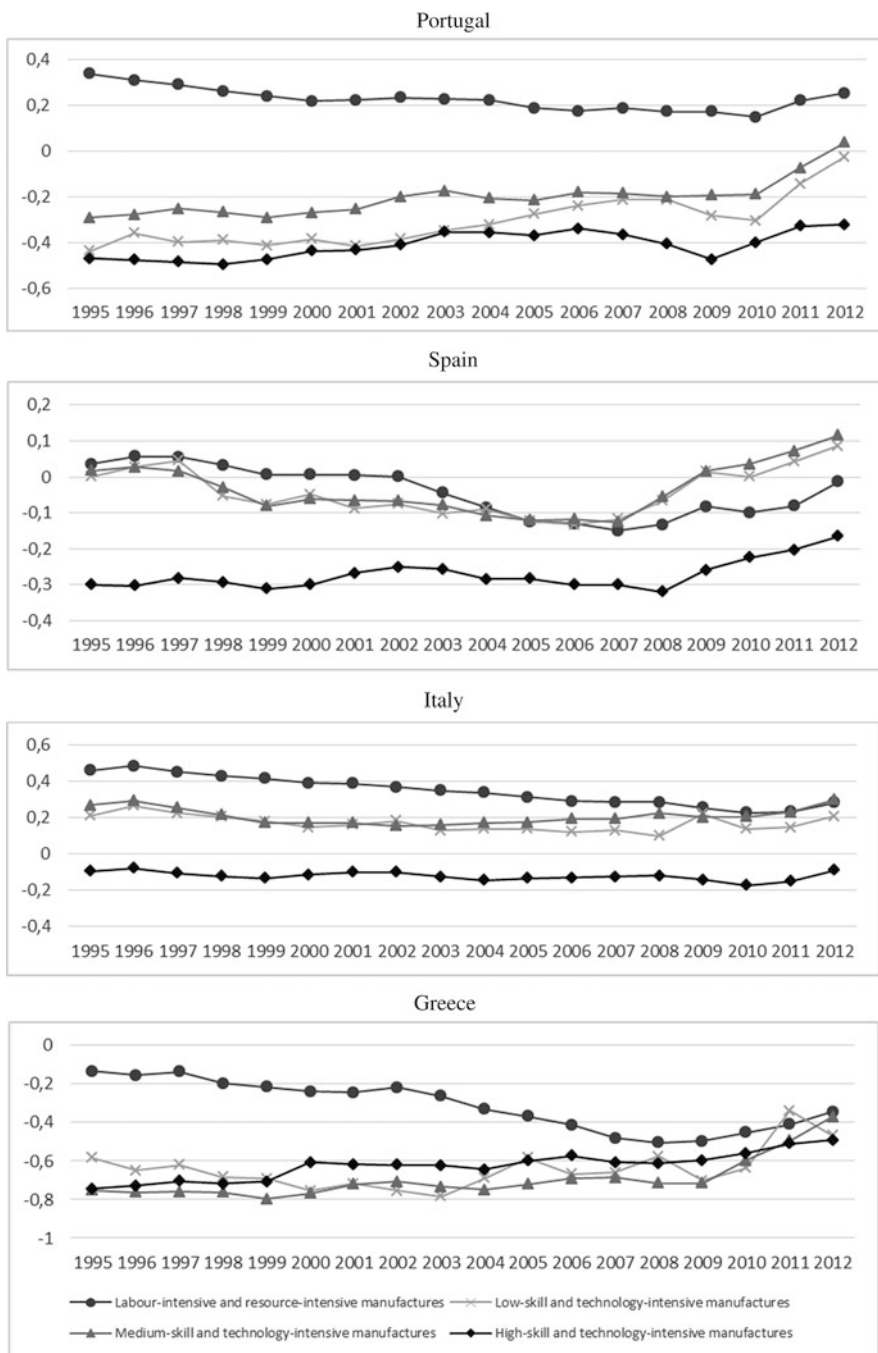 Portugal
0,4
0,2
0
-0,2
-0,4
-0,6
1995 1996 1997 1998 1999 2000 2001 2002 2003 2004 2005 2006 2007 2008 2009 2010 2011 2012
Spain
0,2
0,1
0
-0,1
-0,2
-0,3
-0,4
1995 1996 1997 1998 1999 2000 2001 2002 2003 2004 2005 2006 2007 2008 2009 2010 2011 2012
Italy
0,6
0,4
0,2
0
-0,2
-0,4
1995 1996 1997 1998 1999 2000 2001 2002 2003 2004 2005 2006 2007 2008 2009 2010 2011 2012
Greece
0
-0,2
-0,4
-0,6
-0,8
-1
1995 1996 1997 1998 1999 2000 2001 2002 2003 2004 2005 2006 2007 2008 2009 2010 2011 2012
Labour-intensive and resource-intensive manufactures Low-skill and technology-intensive manufactures
Medium-skill and technology-intensive manufactures High-skill and technology-intensive manufactures